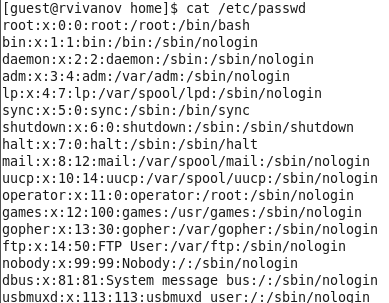 [guest@rvivanov home]$ cat /etc/passwd
root:x:0:0:root:/root:/bin/bash
bin:x:1:1:bin:/bin:/sbin/nologin
daemon:x:2:2:daemon:/sbin:/sbin/nologin
adm:x:3:4:adm:/var/adm:/sbin/nologin
lp:x:4:7:lp:/var/spool/lpd:/sbin/nologin
sync:x:5:0:sync:/sbin:/bin/sync
shutdown:x:6:0:shutdown:/sbin:/sbin/shutdown
halt:x:7:0:halt:/sbin:/sbin/halt
mail:x:8:12:mail:/var/spool/mail:/sbin/nologin
uucp:x:10:14:uucp:/var/spool/uucp:/sbin/nologin
operator:x:11:0:operator:/root:/sbin/nologin
games:x:12:100:games:/usr/games:/sbin/nologin
gopher:x:13:30:gopher:/var/gopher:/sbin/nologin
ftp:x:14:50:FTP User:/var/ftp:/sbin/nologin
nobody:x:99:99:Nobody:/:/sbin/nologin
dbus:x:81:81:System message bus:/:/sbin/nologin
usbmuxd:x:113:113:usbmuxd user:/:/sbin/nologin